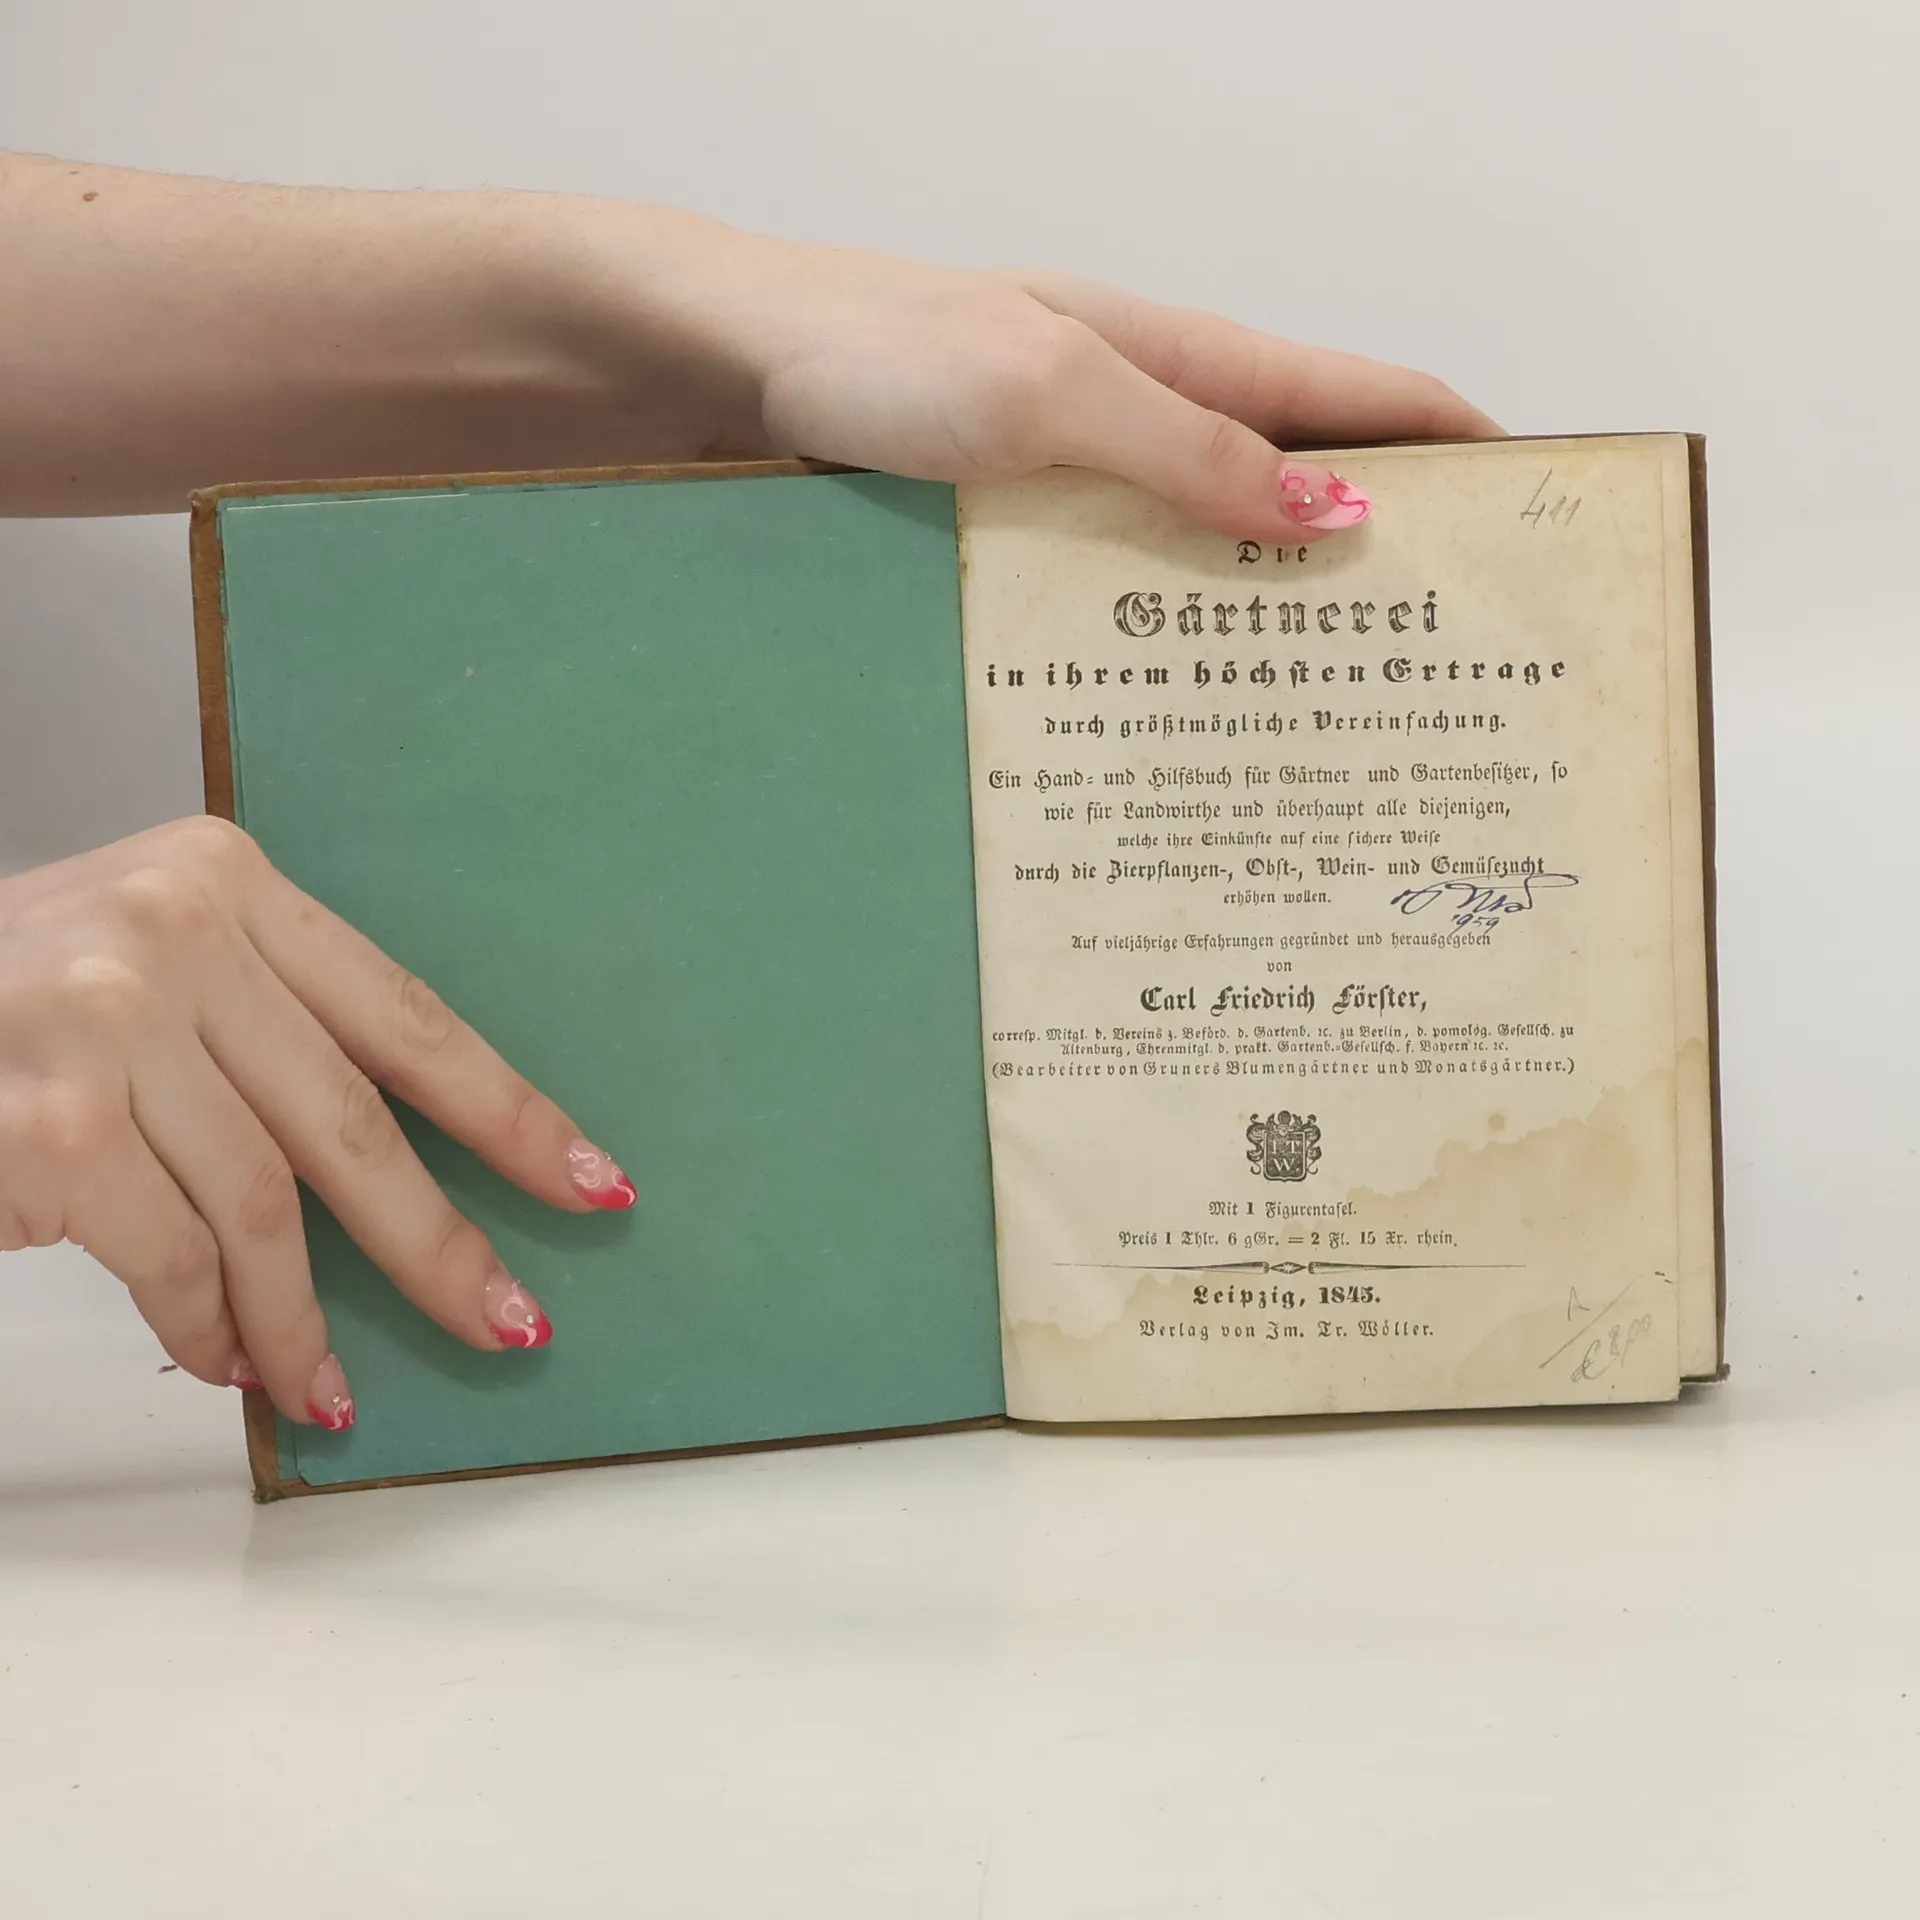 411
Die
Gärtnerei
in ihrem höchsten Ertrage
durch größtmögliche Vereinfachung.
Ein Hand- und Hilfsbuch für Gärtner und Gartenbesitzer, so
wie für Landwirthe und überhaupt alle diejenigen,
welche ihre Einkünfte auf eine sichere Weise
durch die Zierpflanzen-, Obst-, Wein- und Gemüsezucht
erhöhen wollen.
1959
Auf vieljährige Erfahrungen gegründet und herausgegeben
von
Carl Friedrich Förster,
corresp. Mitgl. d. Vereins z. Beförd. d. Gartenb. ꝛc. zu Berlin, d. pomolog. Gesellsch. zu
Altenburg, Ehrenmitgl. d. prakt. Gartenb.-Gesellsch. f. Bayern ꝛc. ꝛc.
(Bearbeiter von Gruners Blumengärtner und Monatsgärtner.)
I T
W
Mit 1 Figurentafel.
Preis 1 Thlr. 6 gGr. = 2 Fl. 15 Xr. rhein.
Leipzig, 1845.
Verlag von Im. Tr. Wöller.